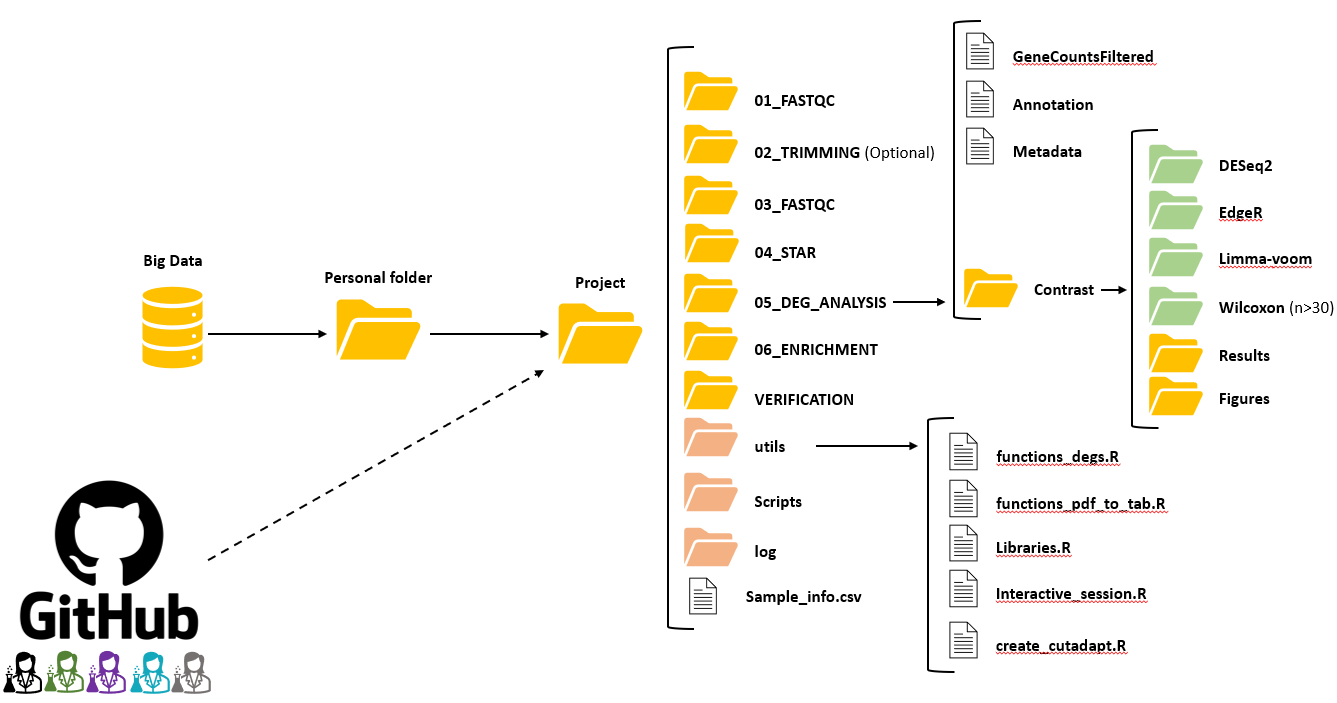 Big Data
Personal folder
Project
01_FASTQC
02_TRIMMING (Optional)
03_FASTQC
04_STAR
05_DEG_ANALYSIS
06_ENRICHMENT
VERIFICATION
utils
Scripts
log
Sample_info.csv
GeneCountsFiltered
Annotation
Metadata
Contrast
DESeq2
EdgeR
Limma-voom
Wilcoxon (n>30)
Results
Figures
functions_degs.R
functions_pdf_to_tab.R
Libraries.R
Interactive_session.R
create_cutadapt.R
GitHub